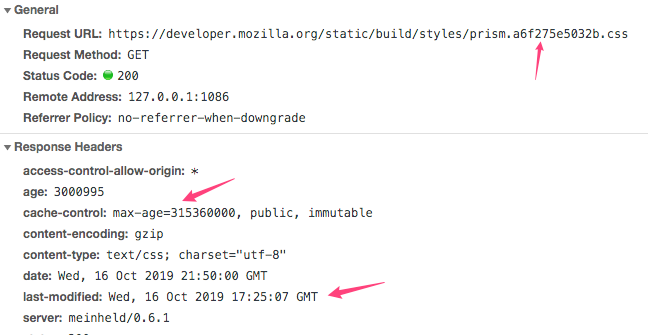 General
Request URL: https://developer.mozilla.org/static/build/styles/prism.a6f275e5032b.css
Request Method: GET
Status Code: 200
Remote Address: 127.0.0.1:1086
Referrer Policy: no-referrer-when-downgrade
Response Headers
access-control-allow-origin: *
age: 3000995
cache-control: max-age=315360000, public, immutable
content-encoding: gzip
content-type: text/css; charset="utf-8"
date: Wed, 16 Oct 2019 21:50:00 GMT
last-modified: Wed, 16 Oct 2019 17:25:07 GMT
server: meinheld/0.6.1